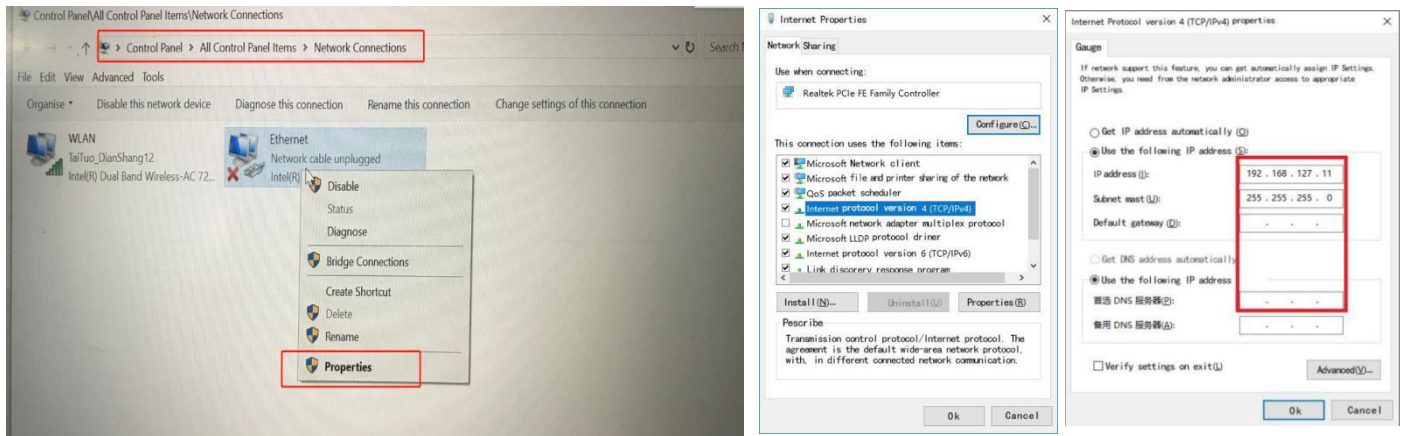 Control Panel\All Control Panel Items\Network Connections
Control Panel > All Control Panel Items > Network Connections
Search
File Edit View Advanced Tools
Organise Disable this network device Diagnose this connection Rename this connection Change settings of this connection
WLAN
TaiTuo_DianShang12
Intel(R) Dual Band Wireless-AC 72...
Ethernet
Network cable unplugged
Intel(R)
Disable
Status
Diagnose
Bridge Connections
Create Shortcut
Delete
Rename
Properties
Internet Properties
Network Sharing
Use when connecting:
Realtek PCIe FE Family Controller
Configure(C)...
This connection uses the following items:
Microsoft Network client
Microsoft file and printer sharing of the network
QoS packet scheduler
Internet protocol version 4 (TCP/IPv4)
Microsoft network adapter multiplex protocol
Microsoft LLDP protocol driner
Internet protocol version 6 (TCP/IPv6)
Link discorery response program
Install(N)... Uninstall(U) Properties(R)
Pescribe
Transmission control protocol/Internet protocol. The
agreement is the default wide-area network protocol,
with, in different connected network communication.
Ok Cancel
Internet Protocol version 4 (TCP/IPv4) properties
Gauge
If network support this feature, you can get automatically assign IP Settings.
Otherwise, you need from the network administrator access to appropriate
IP Settings.
Get IP address automatically (O)
Use the following IP address (S):
IP address (I): 192 . 168 . 127 . 11
Subnet mast (U): 255 . 255 . 255 . 0
Default gateway (D): . . .
Get DNS address automatically
Use the following IP address
首选 DNS 服务器(P): . . .
备用 DNS 服务器(A): . . .
Verify settings on exit(L)
Advanced(V)...
Ok Cancel